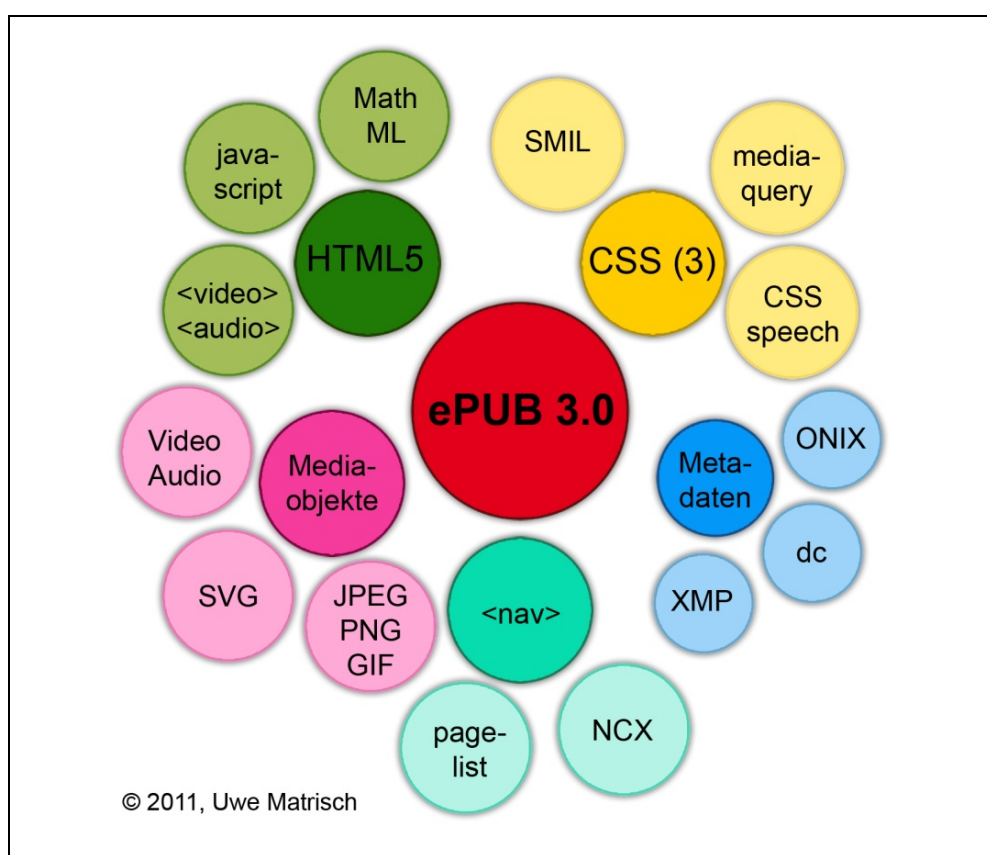 Math
ML
java-
script
HTML5
<video>
<audio>
SMIL
media-
query
CSS (3)
CSS
speech
ePUB 3.0
Video
Audio
Media-
objekte
SVG
JPEG
PNG
GIF
Meta-
daten
ONIX
dc
XMP
<nav>
page-
list
NCX
© 2011, Uwe Matrisch